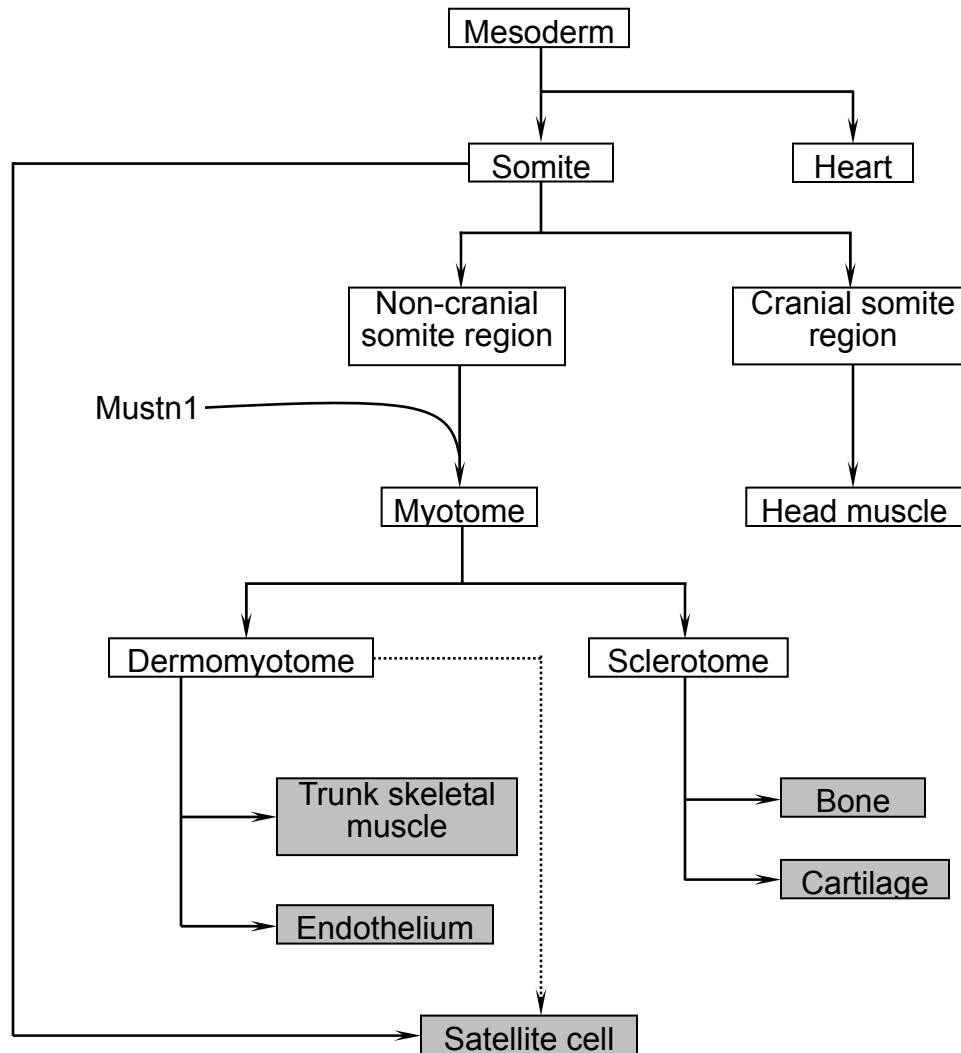 Mesoderm
Somite
Heart
Non-cranial
somite region
Cranial somite
region
Mustn1
Myotome
Head muscle
Dermomyotome
Sclerotome
Trunk skeletal
muscle
Bone
Cartilage
Endothelium
Satellite cell